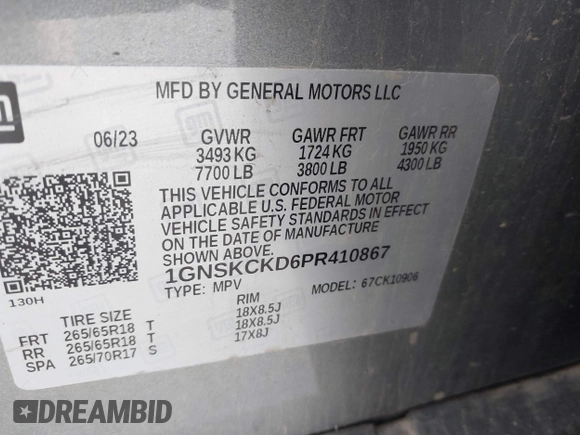 gm
MFD BY GENERAL MOTORS LLC
06/23 GVWR GAWR FRT GAWR RR
3493 KG 1724 KG 1950 KG
7700 LB 3800 LB 4300 LB
THIS VEHICLE CONFORMS TO ALL
APPLICABLE U.S. FEDERAL MOTOR
VEHICLE SAFETY STANDARDS IN EFFECT
ON THE DATE OF MANUFACTURE
SHOWN ABOVE.
1GNSKCKD6PR410867
130H
TYPE: MPV MODEL: 67CK10906
TIRE SIZE RIM
FRT 265/65R18 T 18X8.5J
RR 265/65R18 T 18X8.5J
SPA 265/70R17 S 17X8J
DREAMBID